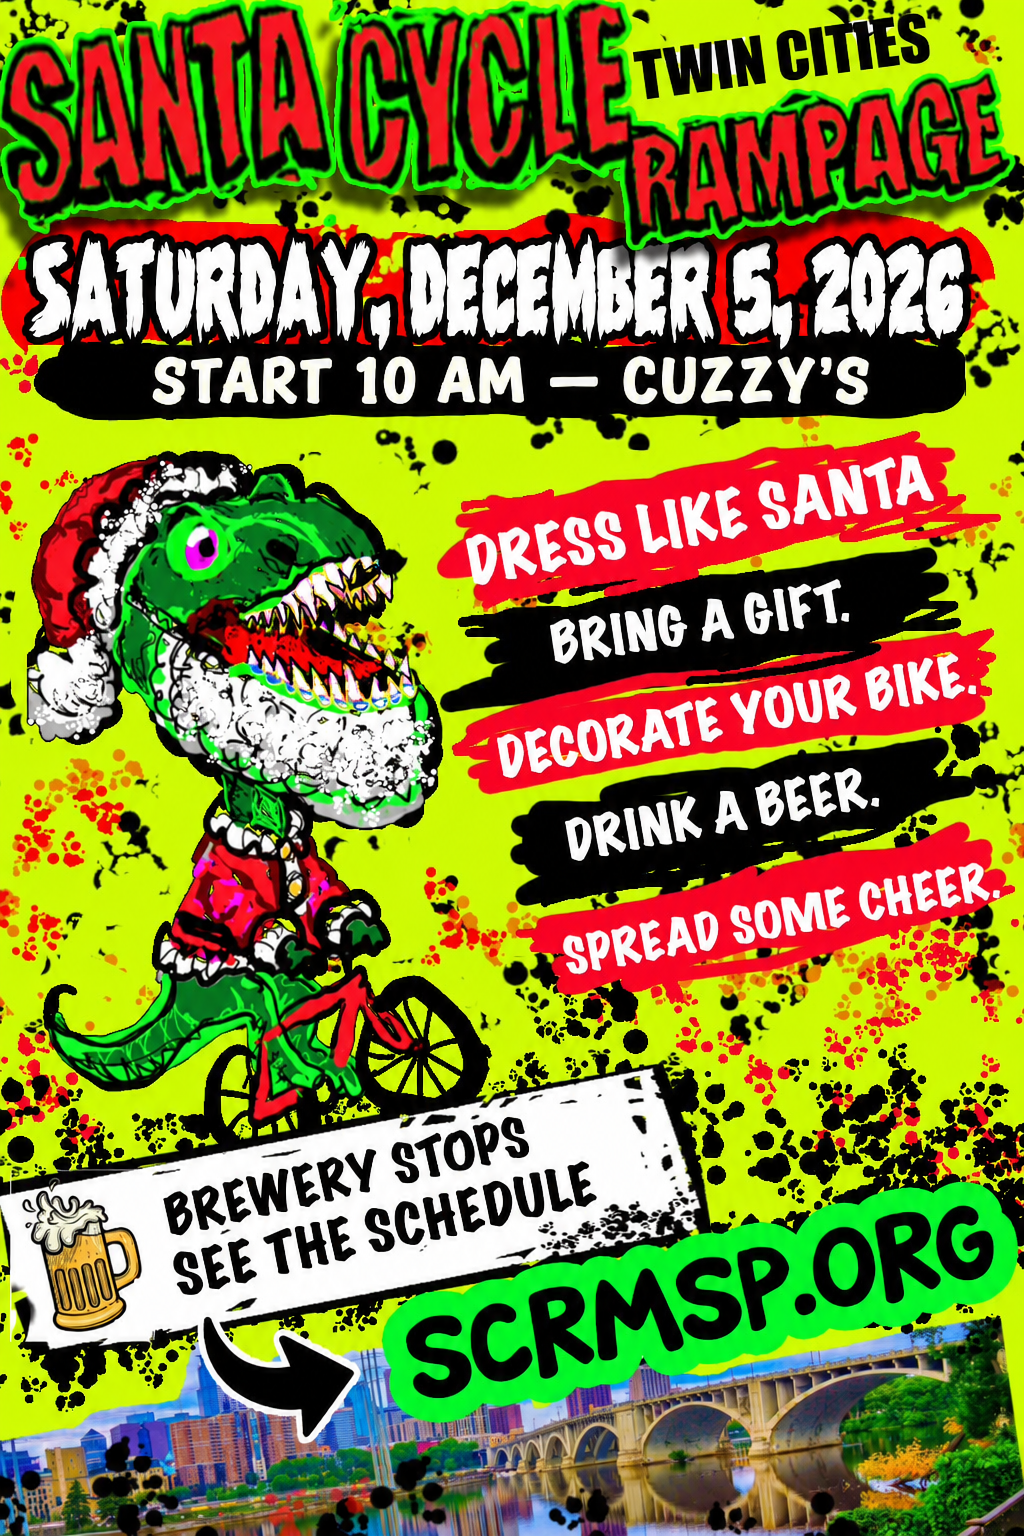 SANTA CYCLE
TWIN CITIES
RAMPAGE
SATURDAY, DECEMBER 5, 2026
START 10 AM — CUZZY'S
DRESS LIKE SANTA
BRING A GIFT.
DECORATE YOUR BIKE.
DRINK A BEER.
SPREAD SOME CHEER.
BREWERY STOPS
SEE THE SCHEDULE
SCRMSP.ORG